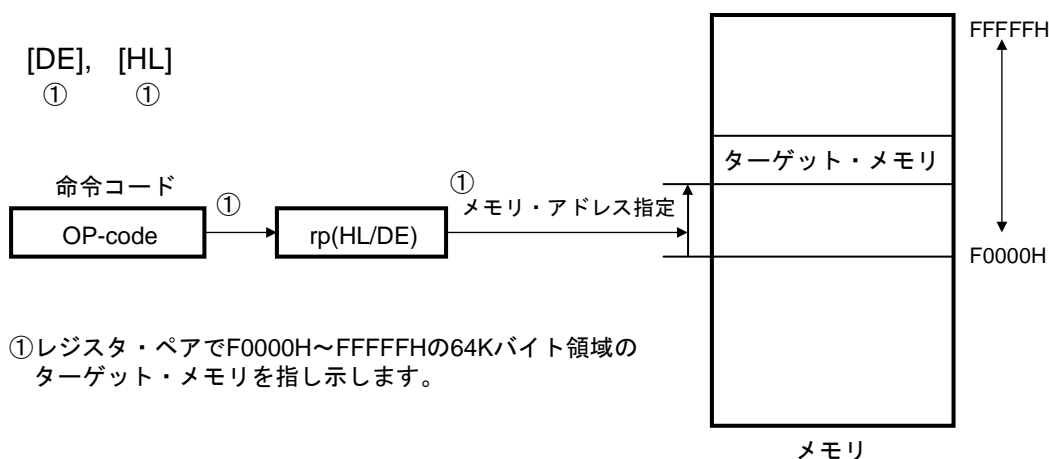 FFFFFH
[DE], [HL]
① ①
ターゲット・メモリ
命令コード
①
①
メモリ・アドレス指定
OP-code
rp(HL/DE)
F0000H
①レジスタ・ペアでF0000H～FFFFFHの64Kバイト領域の
ターゲット・メモリを指し示します。
メモリ